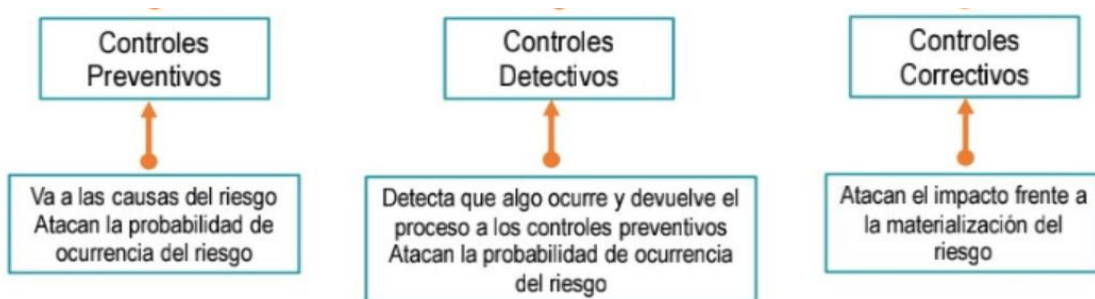 Controles
Preventivos
Controles
Detectivos
Controles
Correctivos
Va a las causas del riesgo
Atacan la probabilidad de
ocurrencia del riesgo
Detecta que algo ocurre y devuelve el
proceso a los controles preventivos
Atacan la probabilidad de ocurrencia
del riesgo
Atacan el impacto frente a
la materialización del
riesgo